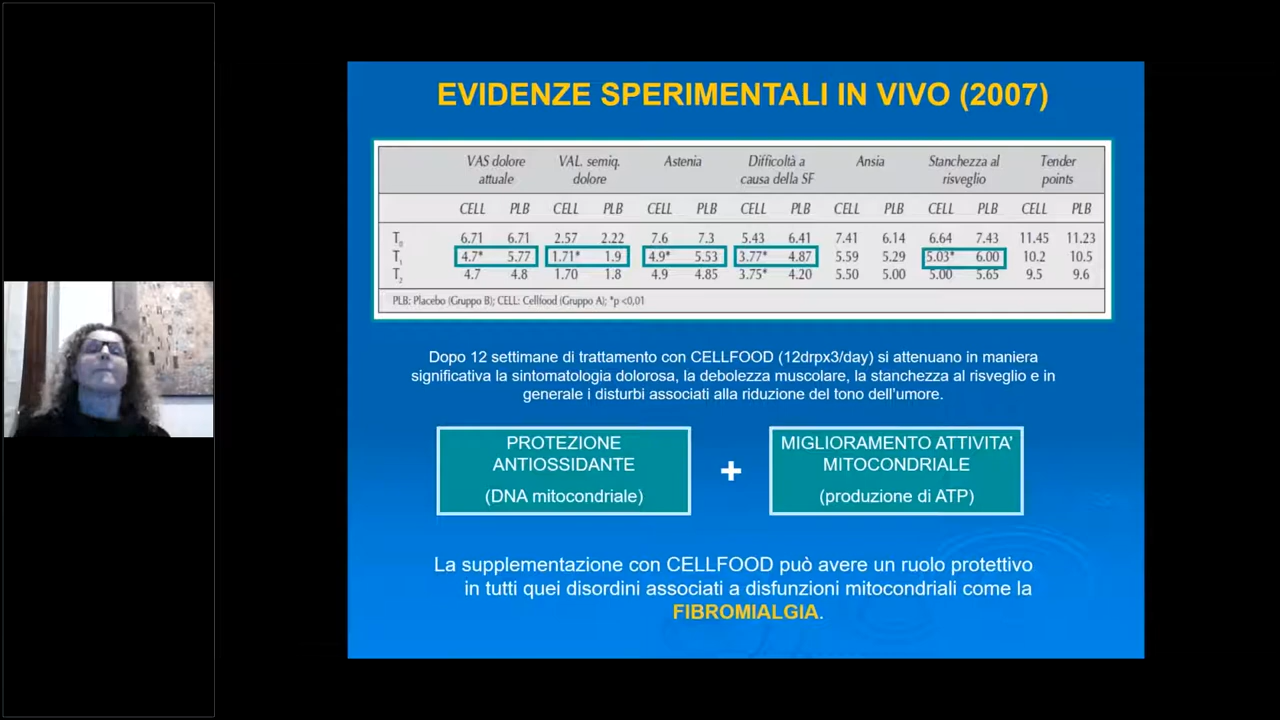 EVIDENZE SPERIMENTALI IN VIVO (2007)
VAS dolore attuale VAL. semiq. dolore Astenia Difficoltà a causa della SF Ansia Stanchezza al risveglio Tender points
CELL PLB CELL PLB CELL PLB CELL PLB CELL PLB CELL PLB CELL PLB
T0 6.71 6.71 2.57 2.22 7.6 7.3 5.43 6.41 7.41 6.14 6.64 7.43 11.45 11.23
T1 4.7* 5.77 1.71* 1.9 4.9* 5.53 3.77* 4.87 5.59 5.29 5.03* 6.00 10.2 10.5
T2 4.7 4.8 1.70 1.8 4.9 4.85 3.75* 4.20 5.50 5.00 5.00 5.65 9.5 9.6
PLB: Placebo (Gruppo B); CELL: Cellfood (Gruppo A); *p <0,01
Dopo 12 settimane di trattamento con CELLFOOD (12drpx3/day) si attenuano in maniera
significativa la sintomatologia dolorosa, la debolezza muscolare, la stanchezza al risveglio e in
generale i disturbi associati alla riduzione del tono dell'umore.
PROTEZIONE
ANTIOSSIDANTE
(DNA mitocondriale)
+
MIGLIORAMENTO ATTIVITA'
MITOCONDRIALE
(produzione di ATP)
La supplementazione con CELLFOOD può avere un ruolo protettivo
in tutti quei disordini associati a disfunzioni mitocondriali come la
FIBROMIALGIA.